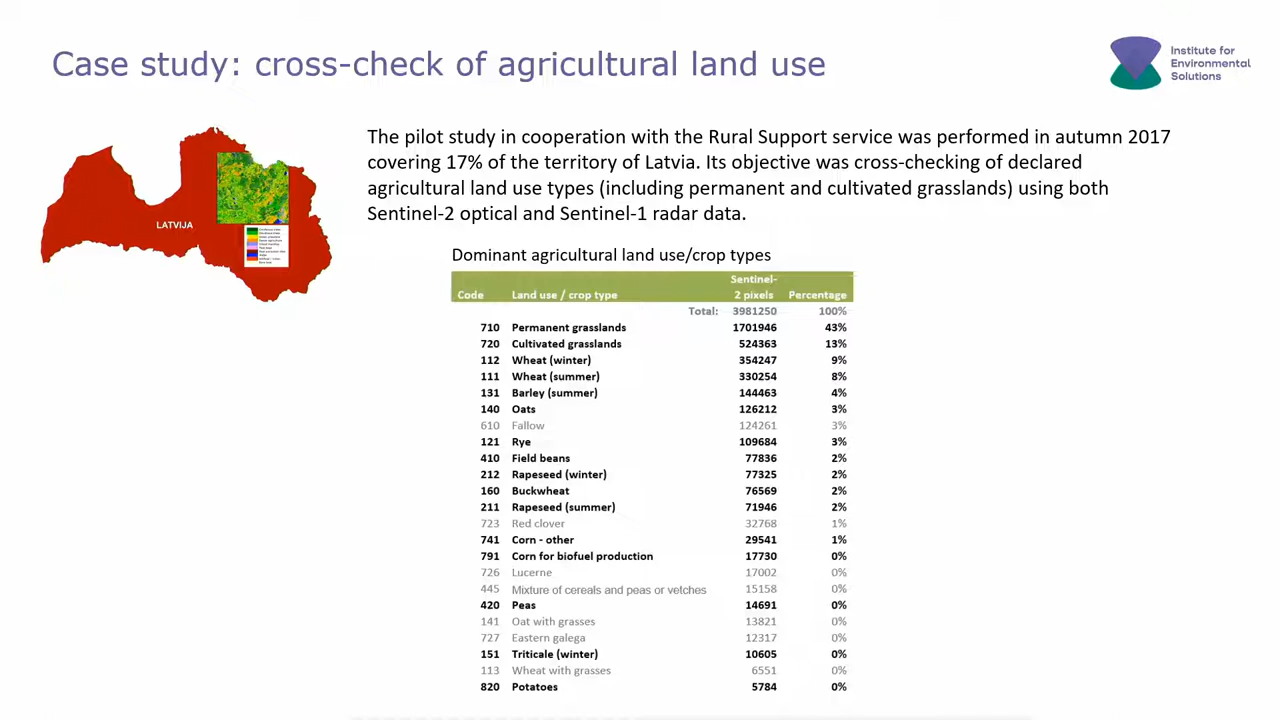 Case study: cross-check of agricultural land use
Institute for
Environmental
Solutions
The pilot study in cooperation with the Rural Support service was performed in autumn 2017
covering 17% of the territory of Latvia. Its objective was cross-checking of declared
agricultural land use types (including permanent and cultivated grasslands) using both
Sentinel-2 optical and Sentinel-1 radar data.
LATVIJA
Dominant agricultural land use/crop types
Code Land use / crop type Sentinel-2 pixels Percentage
Total: 3981250 100%
710 Permanent grasslands 1701946 43%
720 Cultivated grasslands 524363 13%
112 Wheat (winter) 354247 9%
111 Wheat (summer) 330254 8%
131 Barley (summer) 144463 4%
140 Oats 126212 3%
610 Fallow 124261 3%
121 Rye 109684 3%
410 Field beans 77836 2%
212 Rapeseed (winter) 77325 2%
160 Buckwheat 76569 2%
211 Rapeseed (summer) 71946 2%
723 Red clover 32768 1%
741 Corn - other 29541 1%
791 Corn for biofuel production 17730 0%
726 Lucerne 17002 0%
445 Mixture of cereals and peas or vetches 15158 0%
420 Peas 14691 0%
141 Oat with grasses 13821 0%
727 Eastern galega 12317 0%
151 Triticale (winter) 10605 0%
113 Wheat with grasses 6551 0%
820 Potatoes 5784 0%